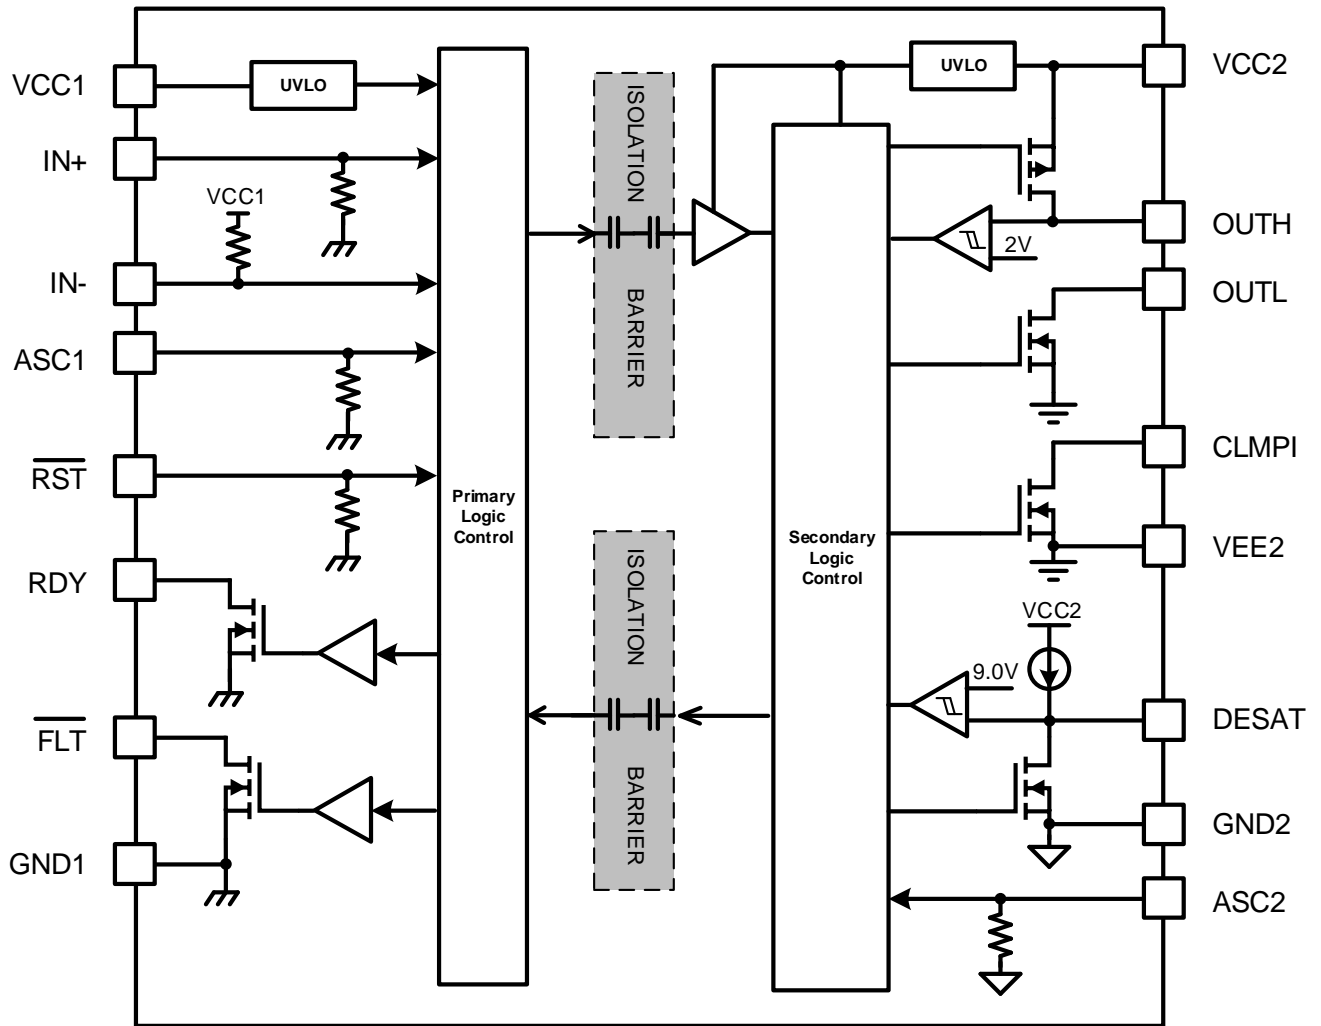 VCC1
UVLO
IN+
VCC1
IN-
ASC1
RST
RDY
FLT
GND1
Primary
Logic
Control
ISOLATION
BARRIER
ISOLATION
BARRIER
Secondary
Logic
Control
UVLO
VCC2
2V
OUTH
OUTL
CLMPI
VEE2
VCC2
9.0V
DESAT
GND2
ASC2